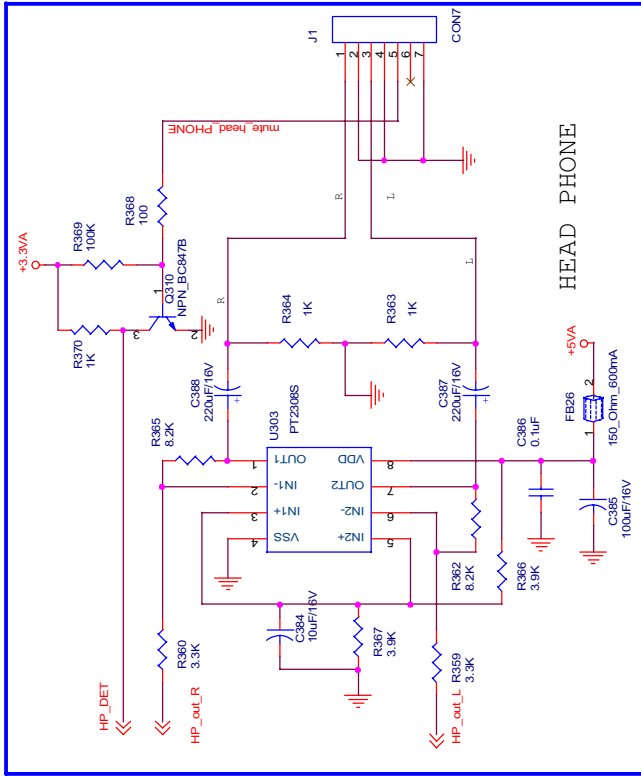 J1
CON7
1
2
3
4
5
6
7
mute_head_PHONE
R368
100
R369
100K
+3.3VA
R370
1K
1
Q310
NPN_BC847B
3
2
R
L
R
L
HEAD PHONE
R364
1K
R363
1K
C388
220uF/16V
+
C387
220uF/16V
+
+5VA
2
FB26
150_Ohm_600mA
1
R365
8.2K
U303
PT2308S
1
OUT1
2
IN1-
3
IN1+
4
VSS
VDD
8
OUT2
7
IN2-
6
IN2+
5
C386
0.1uF
C385
100uF/16V
R362
8.2K
R366
3.9K
C384
10uF/16V
R367
3.9K
R360
3.3K
R359
3.3K
HP_DET
HP_out_R
HP_out_L